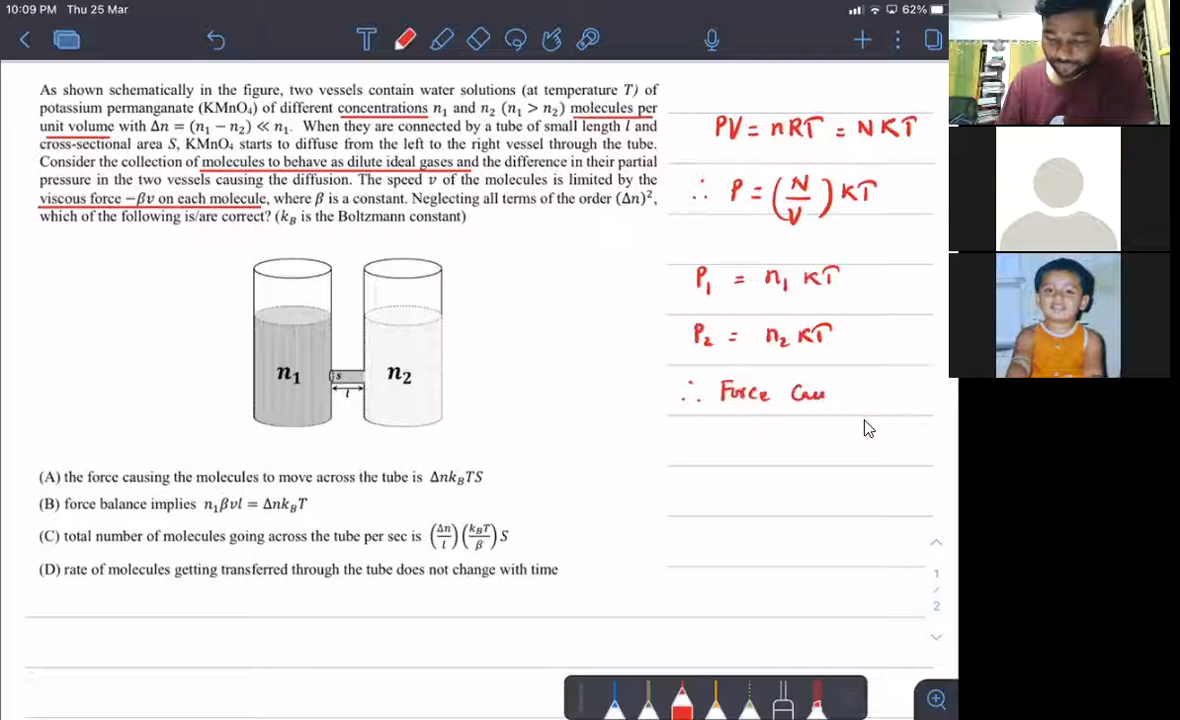 10:09 PM Thu 25 Mar
62%
As shown schematically in the figure, two vessels contain water solutions (at temperature T) of
potassium permanganate (KMnO₄) of different concentrations n₁ and n₂ (n₁ > n₂) molecules per
unit volume with Δn = (n₁ − n₂) ≪ n₁. When they are connected by a tube of small length l and
cross-sectional area S, KMnO₄ starts to diffuse from the left to the right vessel through the tube.
Consider the collection of molecules to behave as dilute ideal gases and the difference in their partial
pressure in the two vessels causing the diffusion. The speed v of the molecules is limited by the
viscous force −βv on each molecule, where β is a constant. Neglecting all terms of the order (Δn)²,
which of the following is/are correct? (k_B is the Boltzmann constant)
n₁
s
n₂
l
(A) the force causing the molecules to move across the tube is Δnk_BTS
(B) force balance implies n₁βvl = Δnk_BT
(C) total number of molecules going across the tube per sec is (Δn/l)(k_BT/β)S
(D) rate of molecules getting transferred through the tube does not change with time
PV = nRT = NKT
∴ P = (N/V) KT
P₁ = n₁ KT
P₂ = n₂ KT
∴ Force Cau
1
/
2